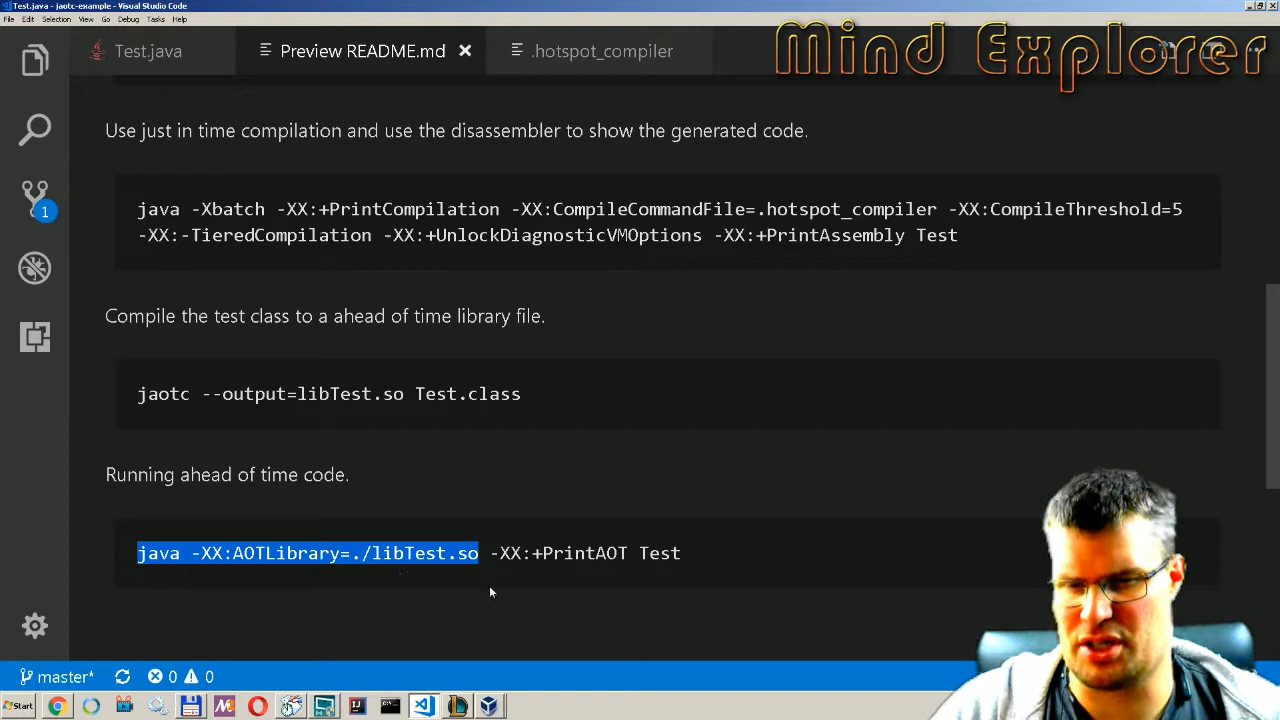 Test.java - jaotc-example - Visual Studio Code
File Edit Selection View Go Debug Tasks Help
Test.java
Preview README.md
.hotspot_compiler
Mind Explorer
Use just in time compilation and use the disassembler to show the generated code.
java -Xbatch -XX:+PrintCompilation -XX:CompileCommandFile=.hotspot_compiler -XX:CompileThreshold=5
-XX:-TieredCompilation -XX:+UnlockDiagnosticVMOptions -XX:+PrintAssembly Test
1
Compile the test class to a ahead of time library file.
jaotc --output=libTest.so Test.class
Running ahead of time code.
java -XX:AOTLibrary=./libTest.so -XX:+PrintAOT Test
master* 0 0
Start